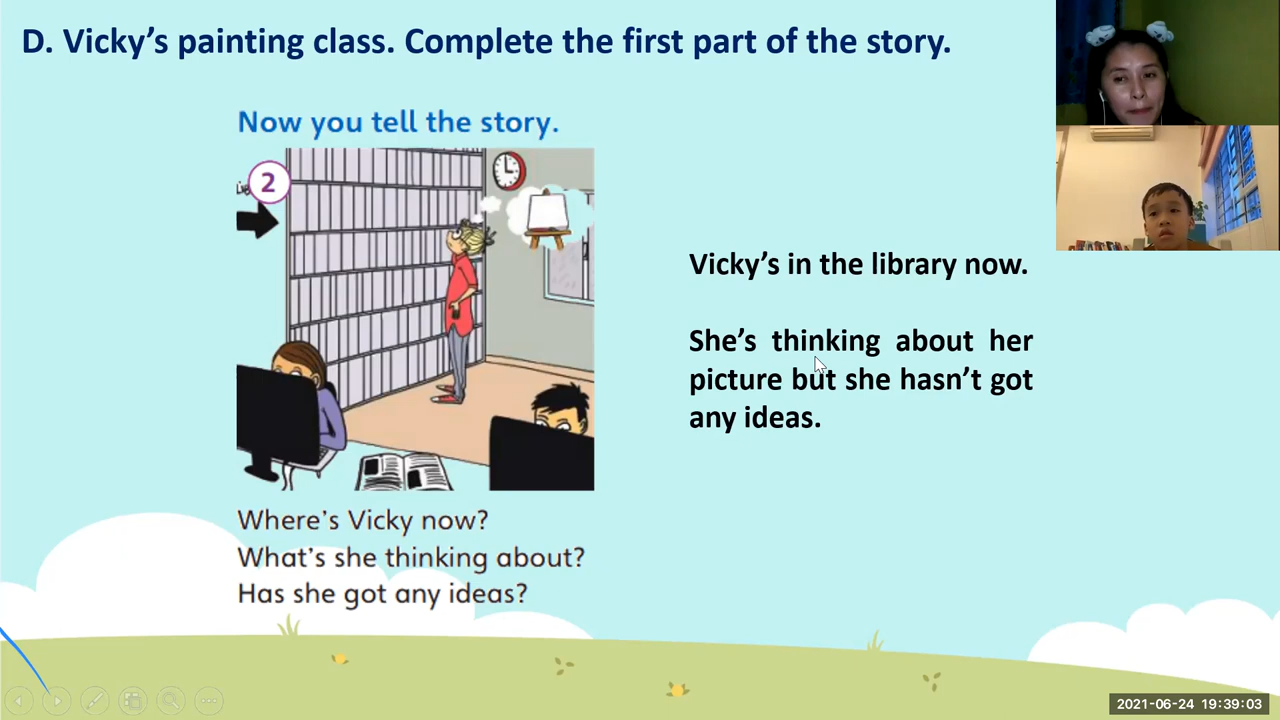 D. Vicky's painting class. Complete the first part of the story.
Now you tell the story.
2
Vicky's in the library now.
She's thinking about her
picture but she hasn't got
any ideas.
Where's Vicky now?
What's she thinking about?
Has she got any ideas?
2021-06-24 19:39:03